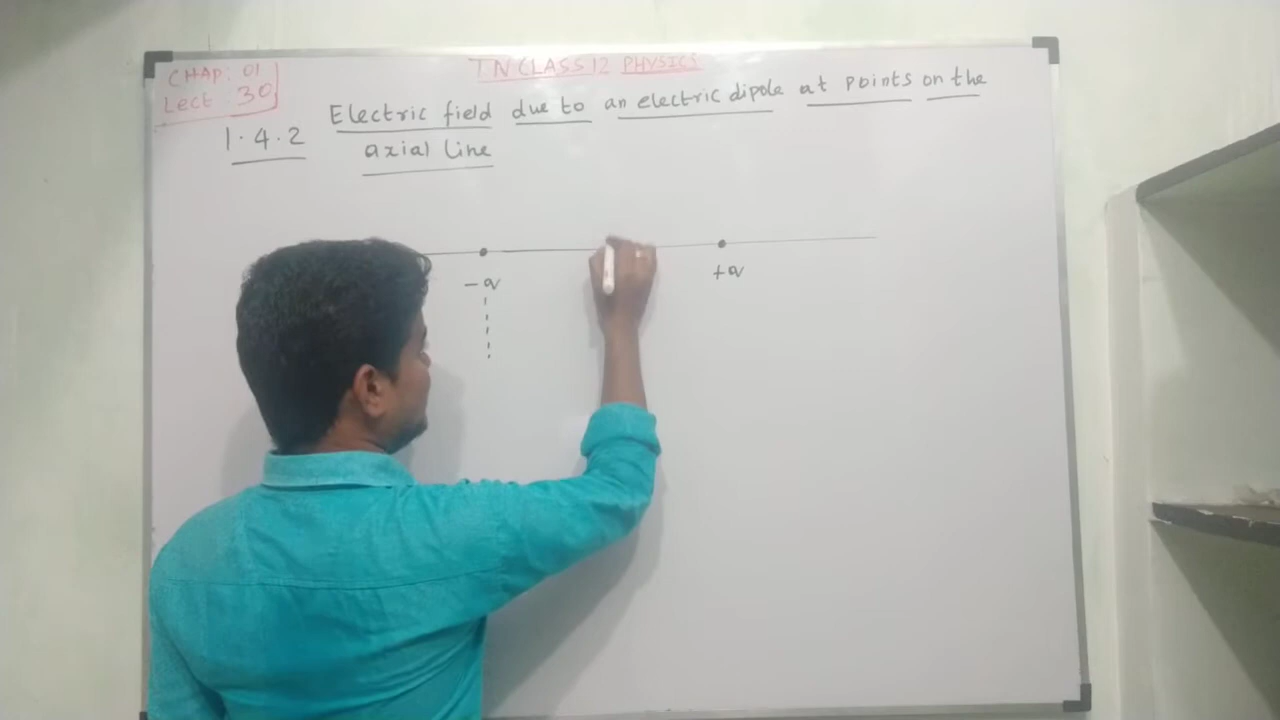 CHAP: 01
Lect: 30
TN CLASS 12 PHYSICS
1.4.2 Electric field due to an electric dipole at points on the
axial line
-q
+q